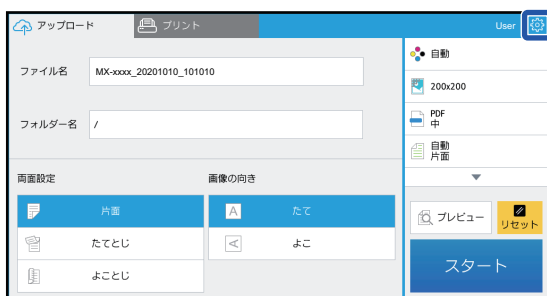 アップロード
プリント
User
ファイル名
MX-xxxx_20201010_101010
フォルダー名
/
両面設定
画像の向き
片面
たてとじ
よことじ
A
たて
A
よこ
自動
200x200
PDF
中
自動
片面
プレビュー
リセット
スタート